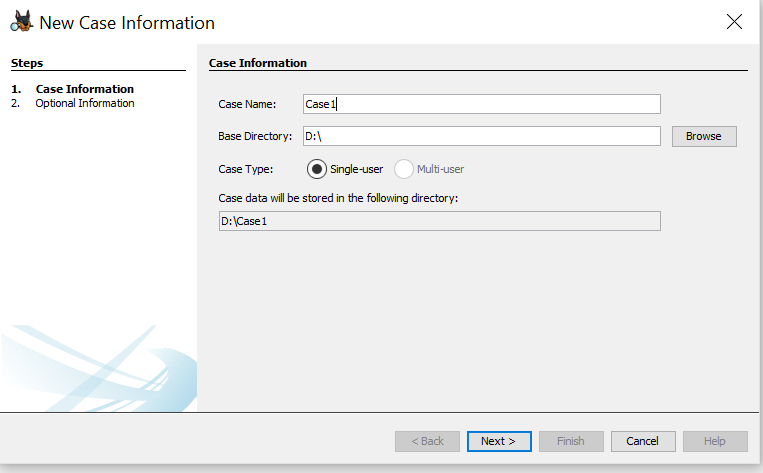 New Case Information
Steps
1. Case Information
2. Optional Information
Case Information
Case Name: Case1
Base Directory: D:\ Browse
Case Type: Single-user Multi-user
Case data will be stored in the following directory:
D:\Case1
< Back Next > Finish Cancel Help